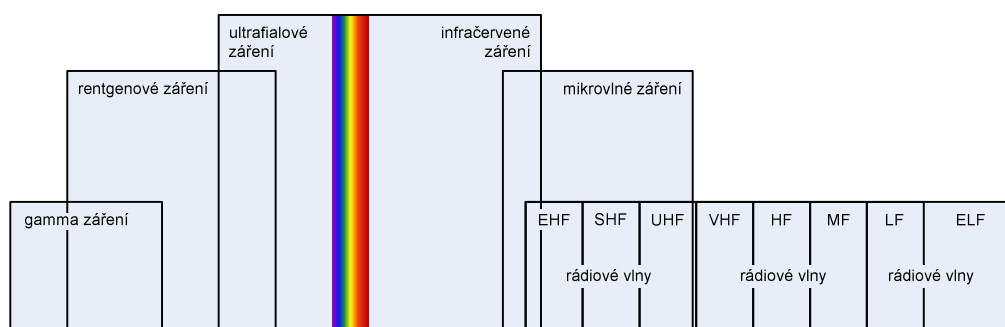 ultrafialové
záření
infračervené
záření
rentgenové záření
mikrovlné záření
gamma záření
EHF SHF UHF VHF HF MF LF ELF
rádiové vlny rádiové vlny rádiové vlny